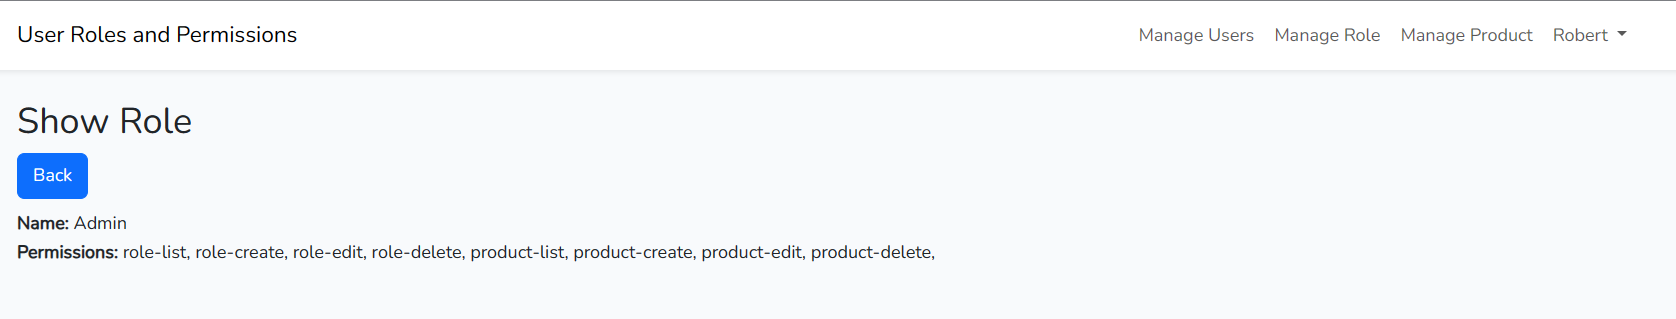 User Roles and Permissions
Manage Users Manage Role Manage Product Robert
Show Role
Back
Name: Admin
Permissions: role-list, role-create, role-edit, role-delete, product-list, product-create, product-edit, product-delete,